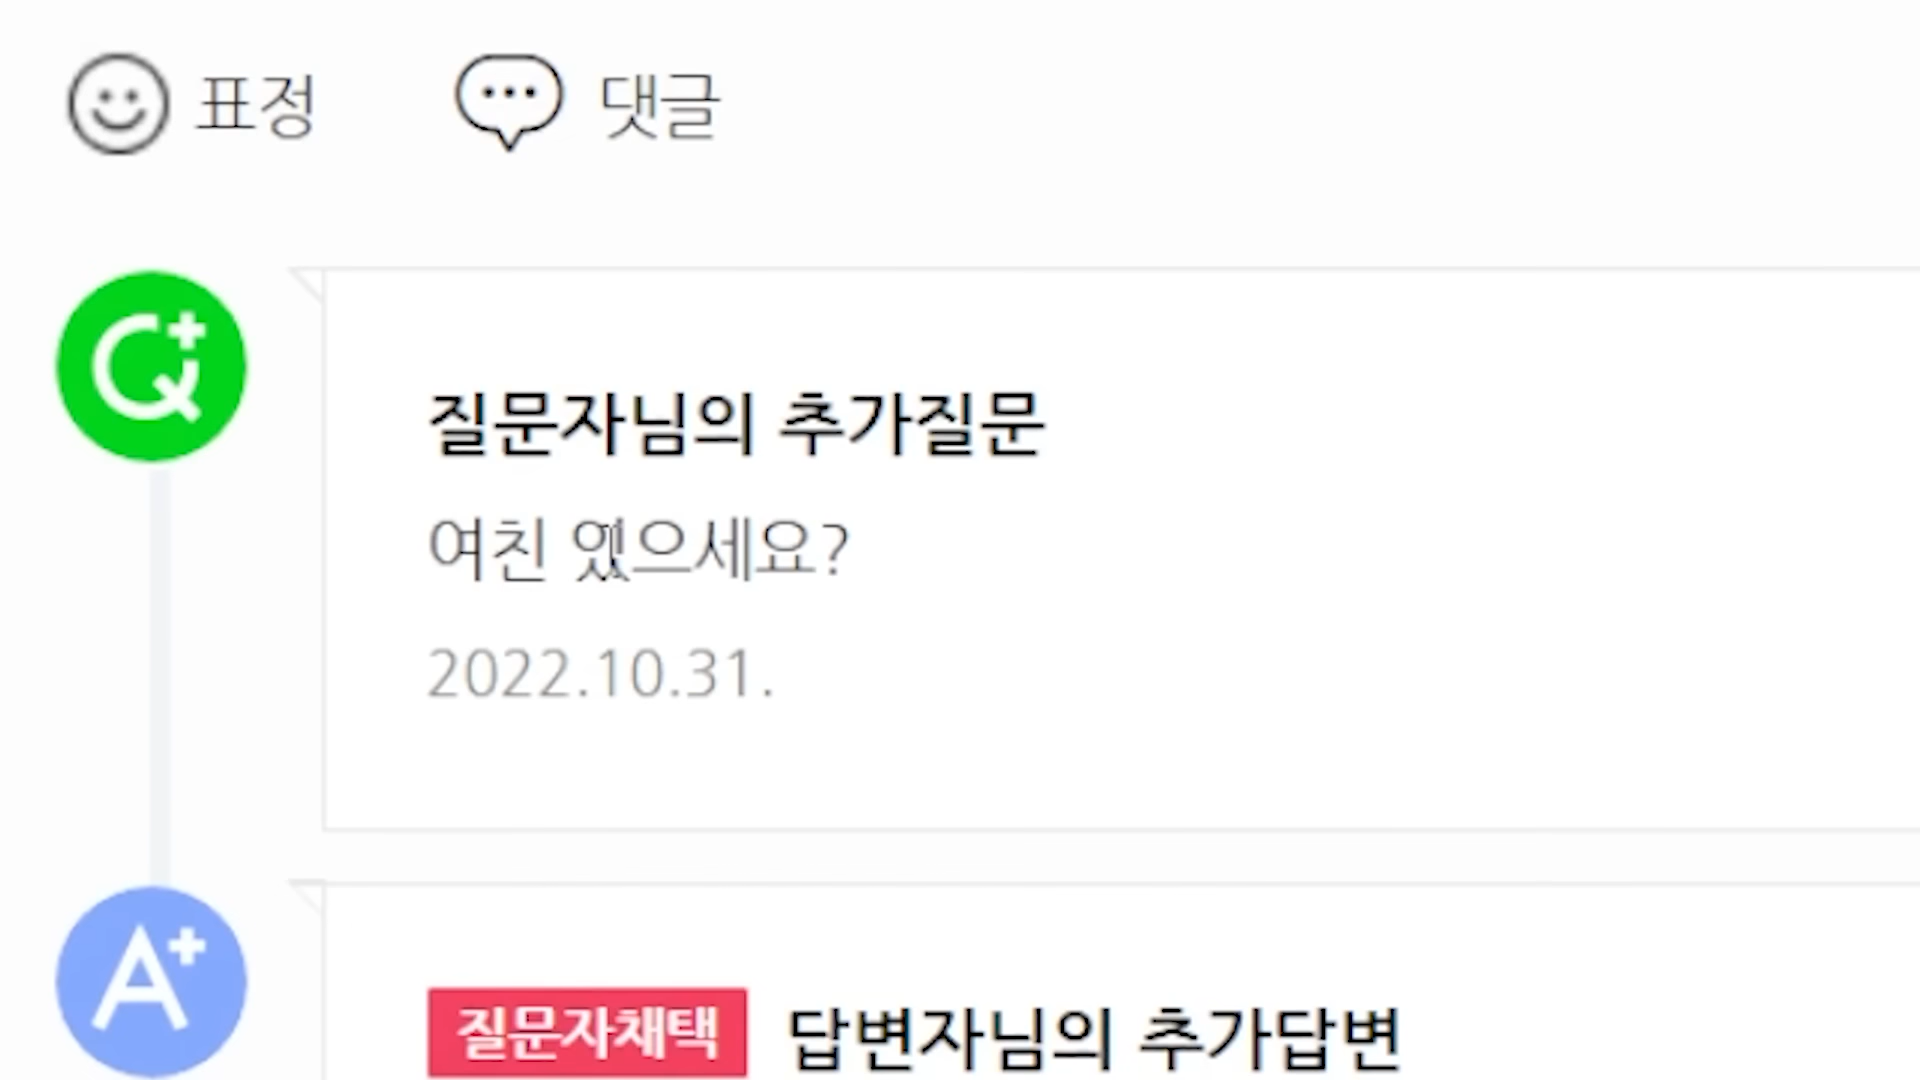 표정 댓글
Q+
질문자님의 추가질문
여친 옜으세요?
2022.10.31.
A+
질문자채택 답변자님의 추가답변